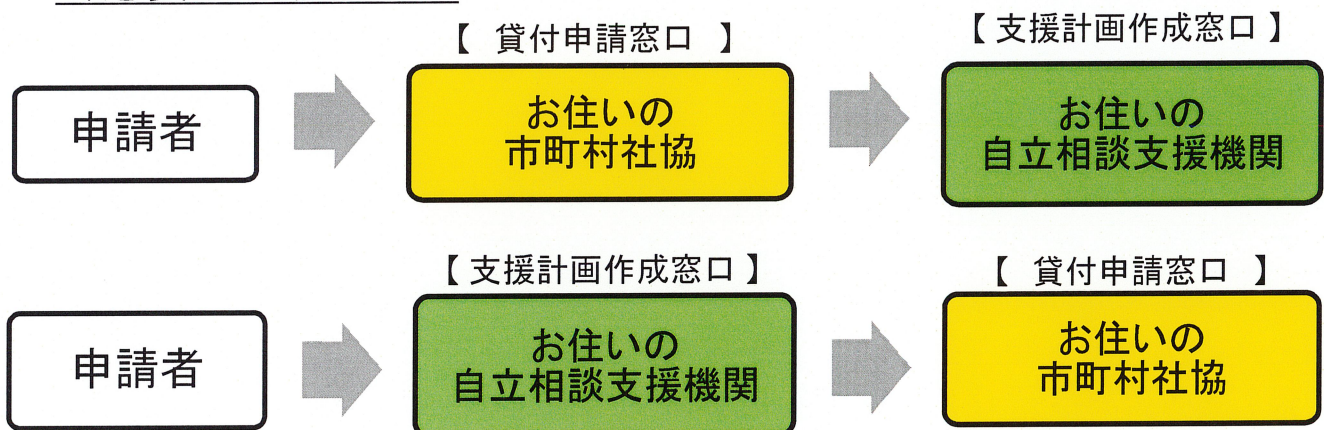 【 貸付申請窓口 】
【支援計画作成窓口】
申請者
お住いの
市町村社協
お住いの
自立相談支援機関
【支援計画作成窓口】
【 貸付申請窓口 】
申請者
お住いの
自立相談支援機関
お住いの
市町村社協